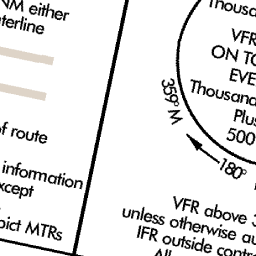 NM either
terline
of route
information
xcept
pict MTRs
Thousa
VFR
ON TO
EVE
Thousand
Plus
500
359° M
180°
VFR above 3
unless otherwise au
IFR outside contr
All